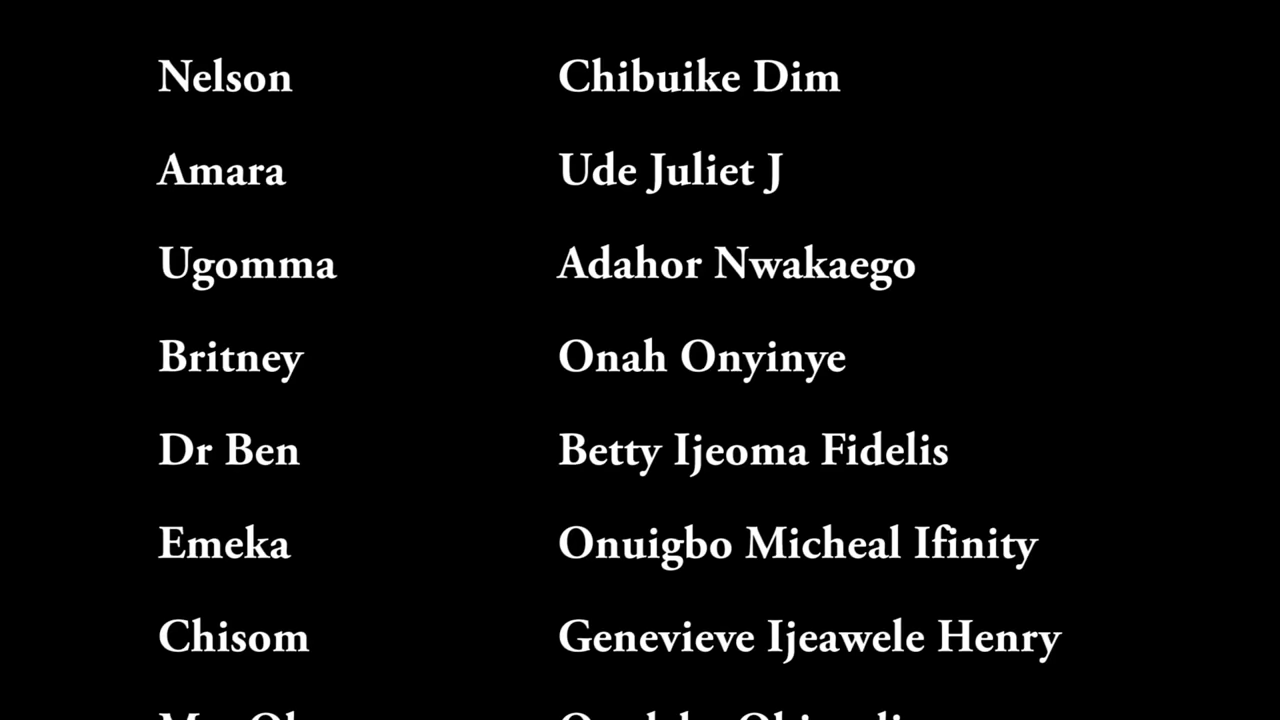 Nelson Chibuike Dim
Amara Ude Juliet J
Ugomma Adahor Nwakaego
Britney Onah Onyinye
Dr Ben Betty Ijeoma Fidelis
Emeka Onuigbo Micheal Ifinity
Chisom Genevieve Ijeawele Henry